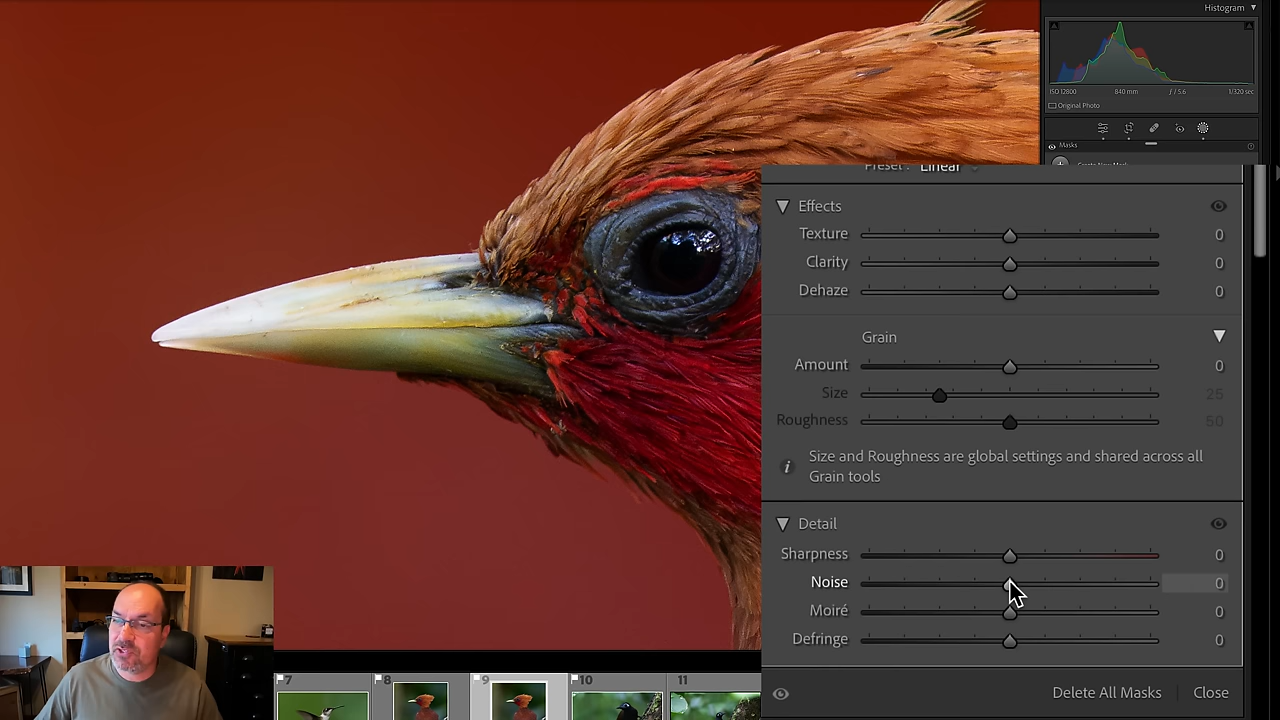 Histogram
ISO 12800 840 mm ƒ / 5.6 1/320 sec
Original Photo
Masks
Create New Mask
Preset : Linear
Effects
Texture 0
Clarity 0
Dehaze 0
Grain
Amount 0
Size 25
Roughness 50
Size and Roughness are global settings and shared across all
Grain tools
Detail
Sharpness 0
Noise 0
Moiré 0
Defringe 0
7 8 9 10 11
Delete All Masks Close